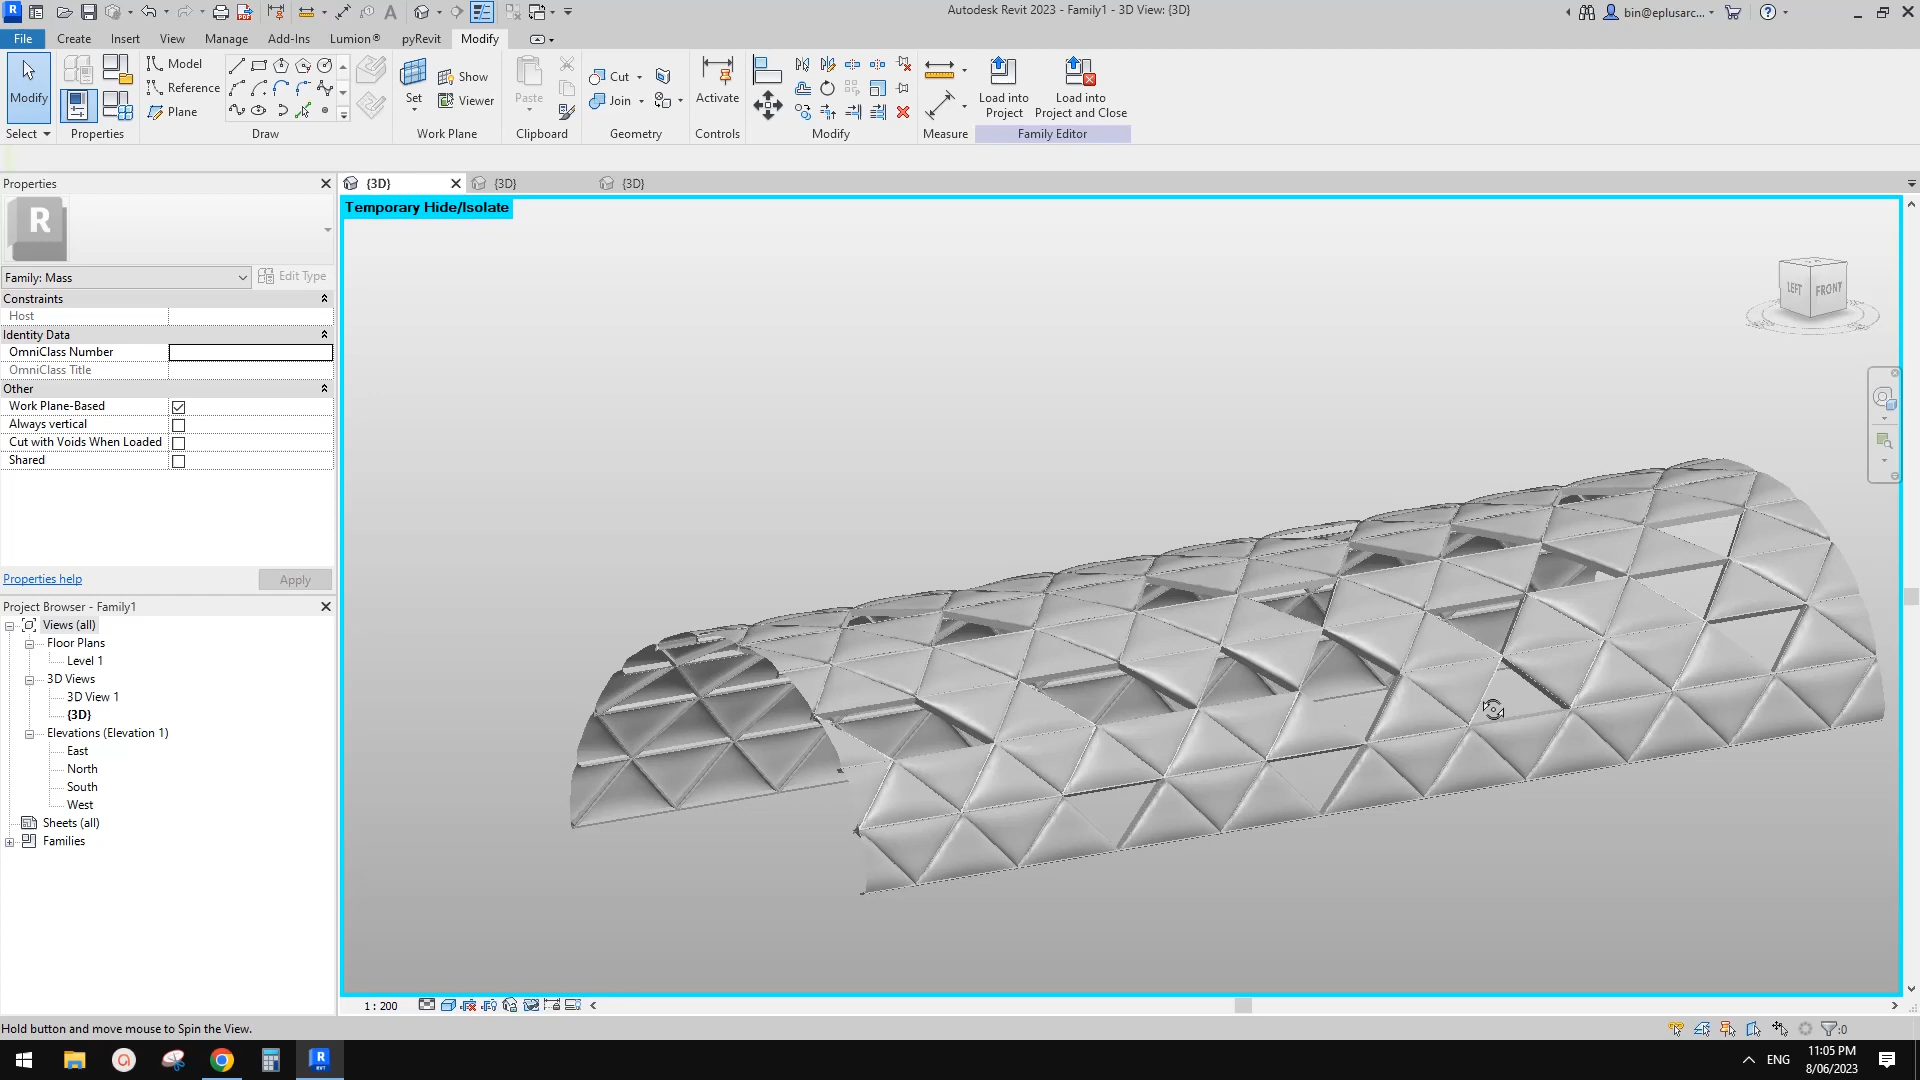 Autodesk Revit 2023 - Family1 - 3D View: {3D}
bin@eplusarc...
File
Create
Insert
View
Manage
Add-Ins
Lumion®
pyRevit
Modify
Modify
Model
Reference
Plane
Set
Show
Viewer
Paste
Cut
Join
Activate
Load into
Project
Load into
Project and Close
Select
Properties
Draw
Work Plane
Clipboard
Geometry
Controls
Modify
Measure
Family Editor
Properties
{3D}
{3D}
{3D}
Temporary Hide/Isolate
R
Family: Mass
Edit Type
Constraints
Host
Identity Data
OmniClass Number
OmniClass Title
Other
Work Plane-Based
Always vertical
Cut with Voids When Loaded
Shared
LEFT
FRONT
Properties help
Apply
Project Browser - Family1
Views (all)
Floor Plans
Level 1
3D Views
3D View 1
{3D}
Elevations (Elevation 1)
East
North
South
West
Sheets (all)
Families
1 : 200
Hold button and move mouse to Spin the View.
:0
ENG
11:05 PM
8/06/2023